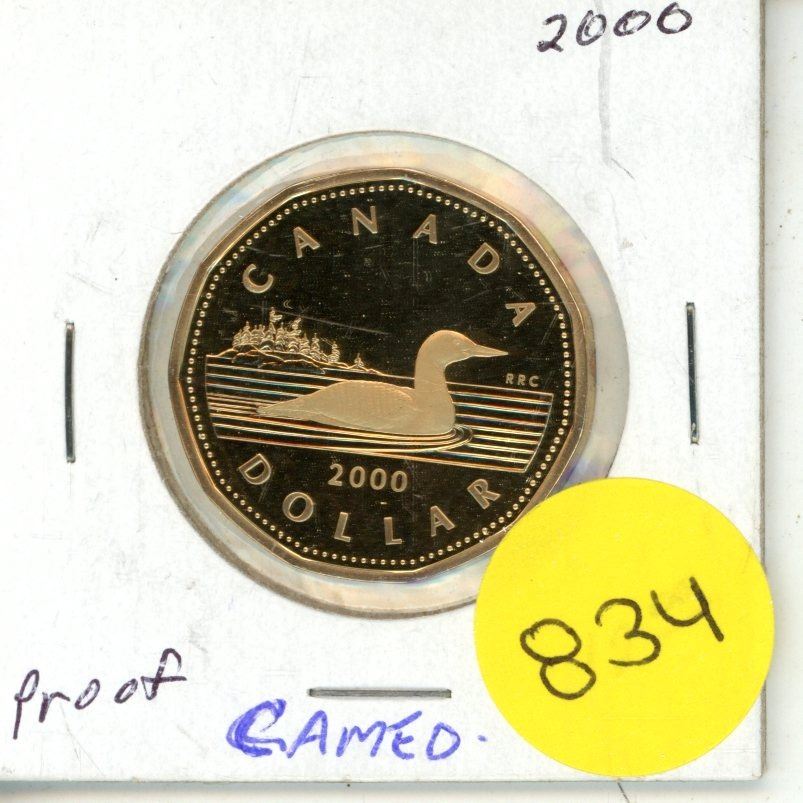 2000
CANADA
RRC
2000
DOLLAR
834
Proof
CAMEO.